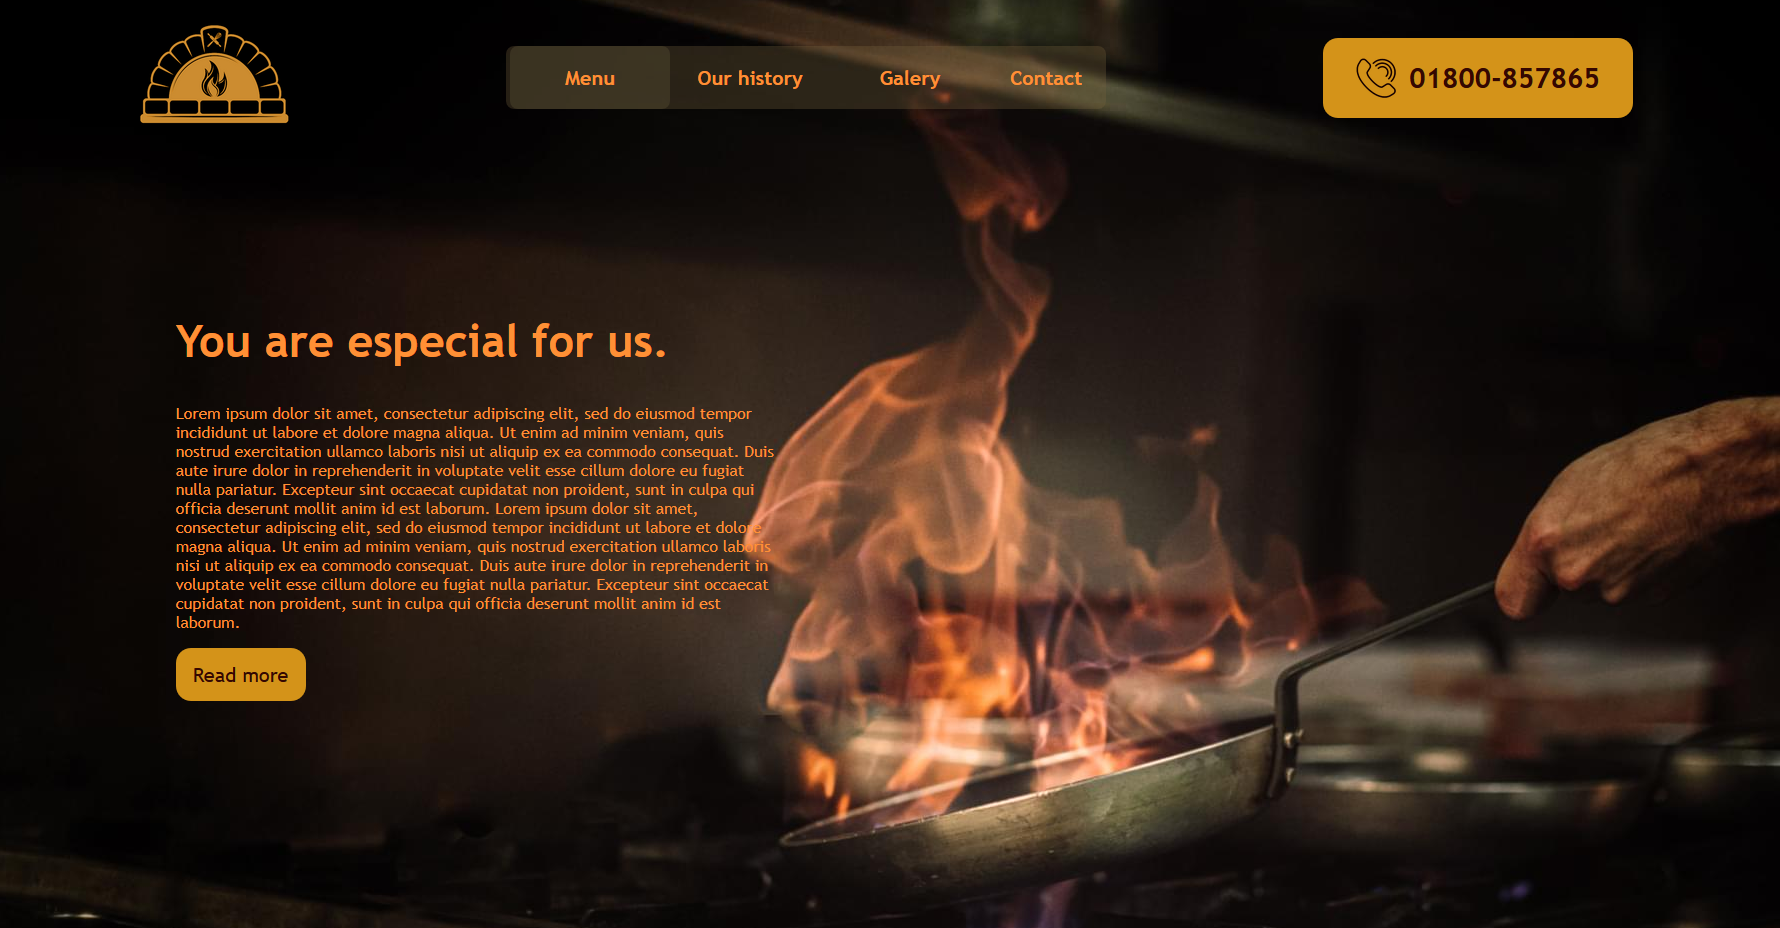 Menu
Our history
Galery
Contact
01800-857865
You are especial for us.
Lorem ipsum dolor sit amet, consectetur adipiscing elit, sed do eiusmod tempor
incididunt ut labore et dolore magna aliqua. Ut enim ad minim veniam, quis
nostrud exercitation ullamco laboris nisi ut aliquip ex ea commodo consequat. Duis
aute irure dolor in reprehenderit in voluptate velit esse cillum dolore eu fugiat
nulla pariatur. Excepteur sint occaecat cupidatat non proident, sunt in culpa qui
officia deserunt mollit anim id est laborum. Lorem ipsum dolor sit amet,
consectetur adipiscing elit, sed do eiusmod tempor incididunt ut labore et dolore
magna aliqua. Ut enim ad minim veniam, quis nostrud exercitation ullamco laboris
nisi ut aliquip ex ea commodo consequat. Duis aute irure dolor in reprehenderit in
voluptate velit esse cillum dolore eu fugiat nulla pariatur. Excepteur sint occaecat
cupidatat non proident, sunt in culpa qui officia deserunt mollit anim id est
laborum.
Read more